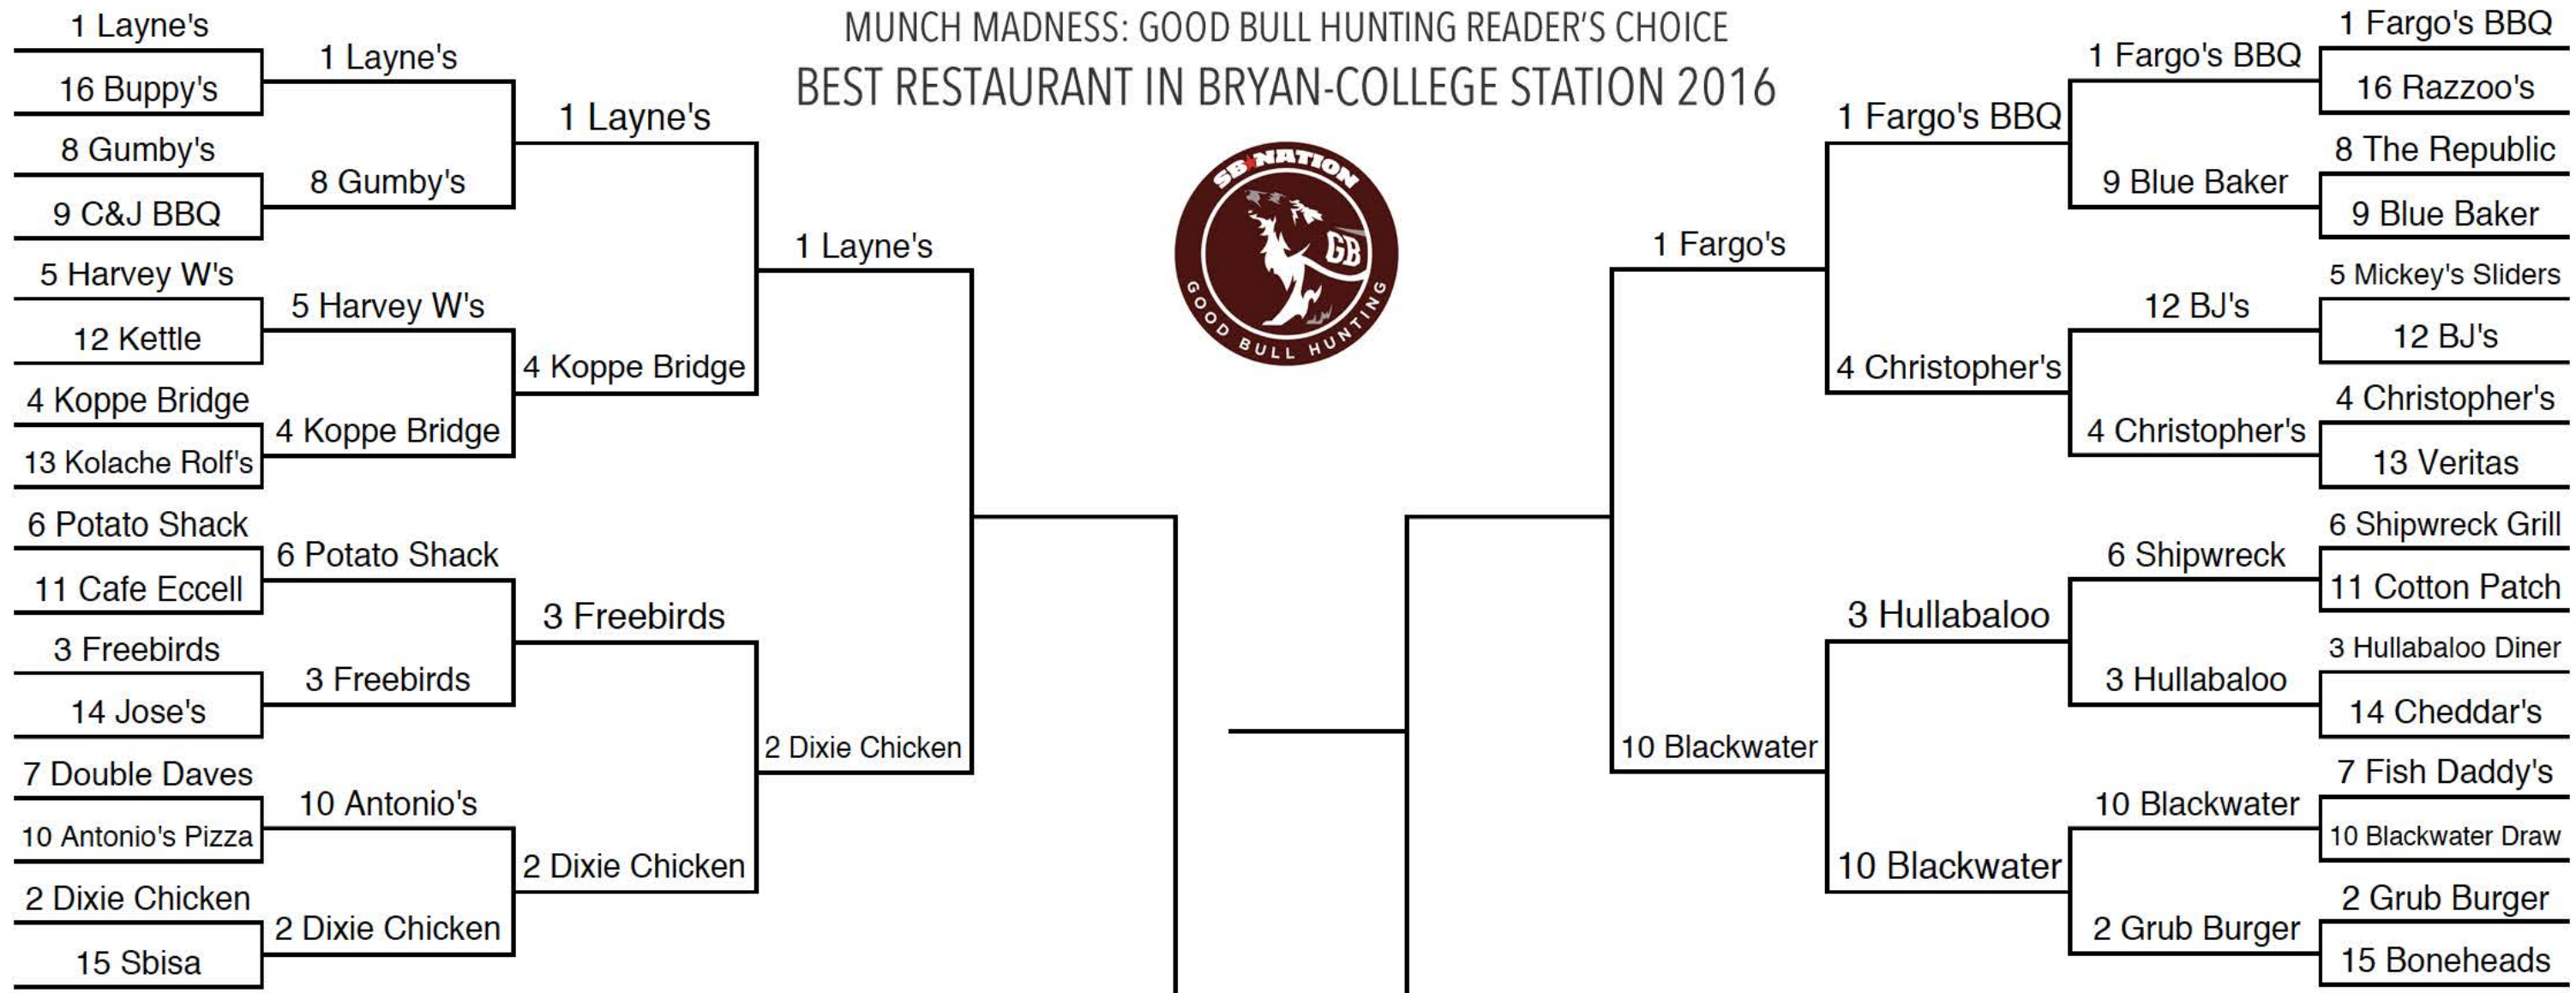 MUNCH MADNESS: GOOD BULL HUNTING READER'S CHOICE
BEST RESTAURANT IN BRYAN-COLLEGE STATION 2016
SB NATION
GB
GOOD BULL HUNTING
1 Layne's
16 Buppy's
8 Gumby's
9 C&J BBQ
5 Harvey W's
12 Kettle
4 Koppe Bridge
13 Kolache Rolf's
6 Potato Shack
11 Cafe Eccell
3 Freebirds
14 Jose's
7 Double Daves
10 Antonio's Pizza
2 Dixie Chicken
15 Sbisa
1 Layne's
8 Gumby's
5 Harvey W's
4 Koppe Bridge
6 Potato Shack
3 Freebirds
10 Antonio's
2 Dixie Chicken
1 Layne's
4 Koppe Bridge
3 Freebirds
2 Dixie Chicken
1 Layne's
2 Dixie Chicken
1 Fargo's
10 Blackwater
1 Fargo's BBQ
4 Christopher's
3 Hullabaloo
10 Blackwater
1 Fargo's BBQ
9 Blue Baker
12 BJ's
4 Christopher's
6 Shipwreck
3 Hullabaloo
10 Blackwater
2 Grub Burger
1 Fargo's BBQ
16 Razzoo's
8 The Republic
9 Blue Baker
5 Mickey's Sliders
12 BJ's
4 Christopher's
13 Veritas
6 Shipwreck Grill
11 Cotton Patch
3 Hullabaloo Diner
14 Cheddar's
7 Fish Daddy's
10 Blackwater Draw
2 Grub Burger
15 Boneheads